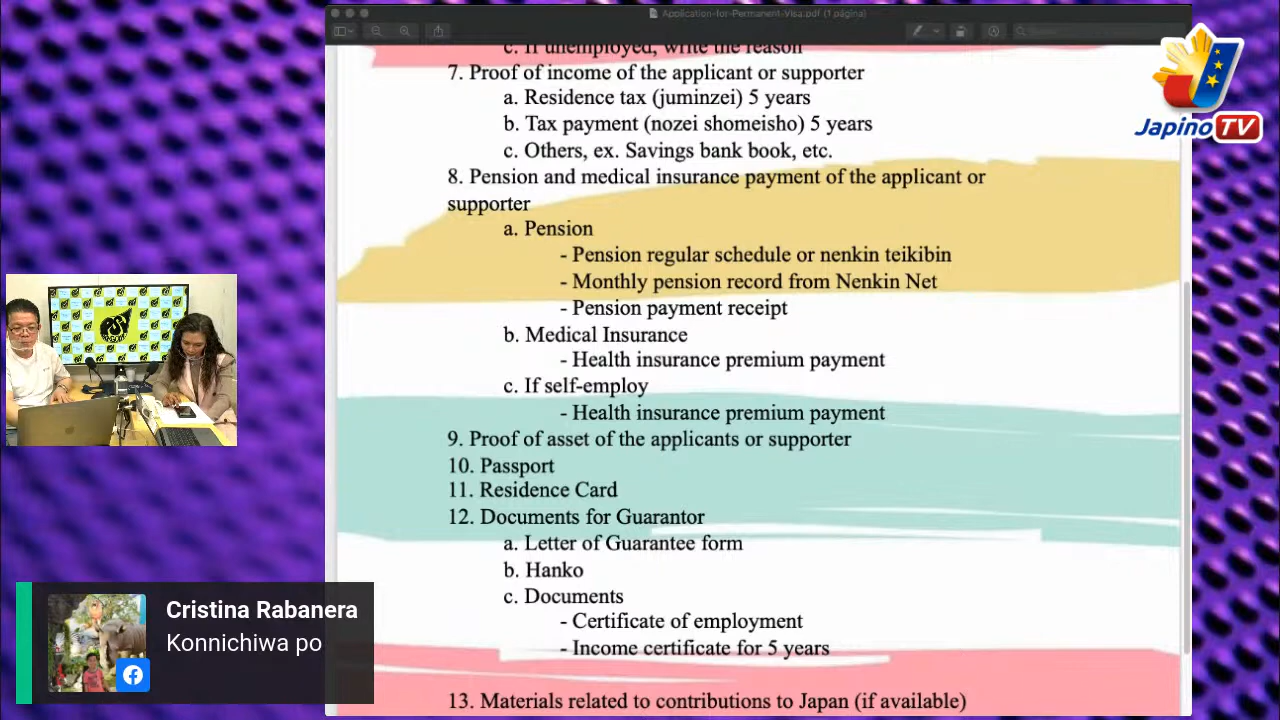 Application-for-Permanent-Visa.pdf (1 página)
c. If unemployed, write the reason
7. Proof of income of the applicant or supporter
a. Residence tax (juminzei) 5 years
b. Tax payment (nozei shomeisho) 5 years
c. Others, ex. Savings bank book, etc.
8. Pension and medical insurance payment of the applicant or
supporter
a. Pension
- Pension regular schedule or nenkin teikibin
- Monthly pension record from Nenkin Net
- Pension payment receipt
b. Medical Insurance
- Health insurance premium payment
c. If self-employ
- Health insurance premium payment
9. Proof of asset of the applicants or supporter
10. Passport
11. Residence Card
12. Documents for Guarantor
a. Letter of Guarantee form
b. Hanko
c. Documents
- Certificate of employment
- Income certificate for 5 years
13. Materials related to contributions to Japan (if available)
Japino TV
Cristina Rabanera
Konnichiwa po